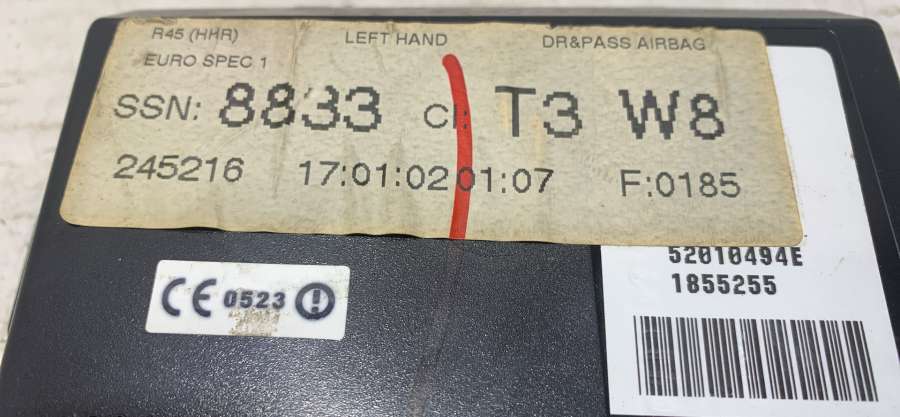 R45 (HHR) LEFT HAND DR&PASS AIRBAG
EURO SPEC 1
SSN: 8833 CI: T3 W8
245216 17:01:02 01:07 F:0185
52010494E
1855255
CE 0523